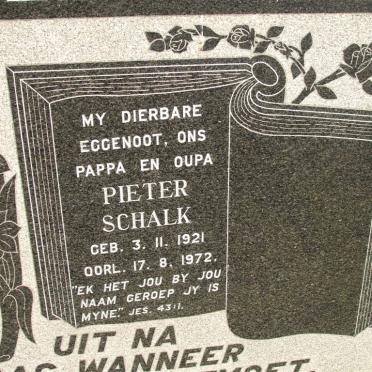 MY DIERBARE
EGGENOOT, ONS
PAPPA EN OUPA
PIETER
SCHALK
GEB. 3. 11. 1921
OORL. 17. 8. 1972.
"EK HET JOU BY JOU
NAAM GEROEP JY IS
MYNE." JES. 43:1.
UIT NA
WANNEER